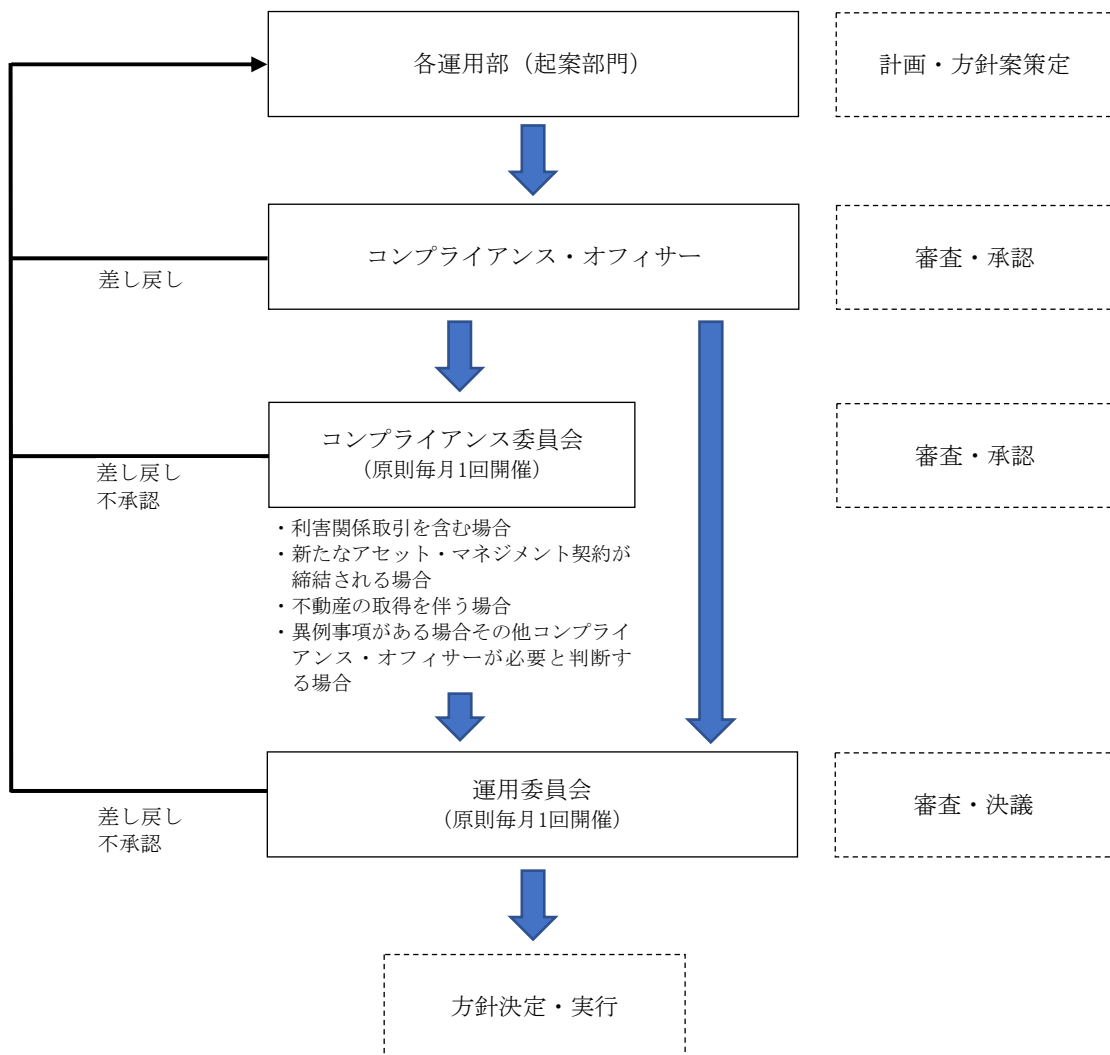 各運用部（起案部門）
計画・方針案策定
コンプライアンス・オフィサー
審査・承認
差し戻し
コンプライアンス委員会
（原則毎月1回開催）
審査・承認
差し戻し
不承認
・利害関係取引を含む場合
・新たなアセット・マネジメント契約が
締結される場合
・不動産の取得を伴う場合
・異例事項がある場合その他コンプライ
アンス・オフィサーが必要と判断す
る場合
運用委員会
（原則毎月1回開催）
審査・決議
差し戻し
不承認
方針決定・実行